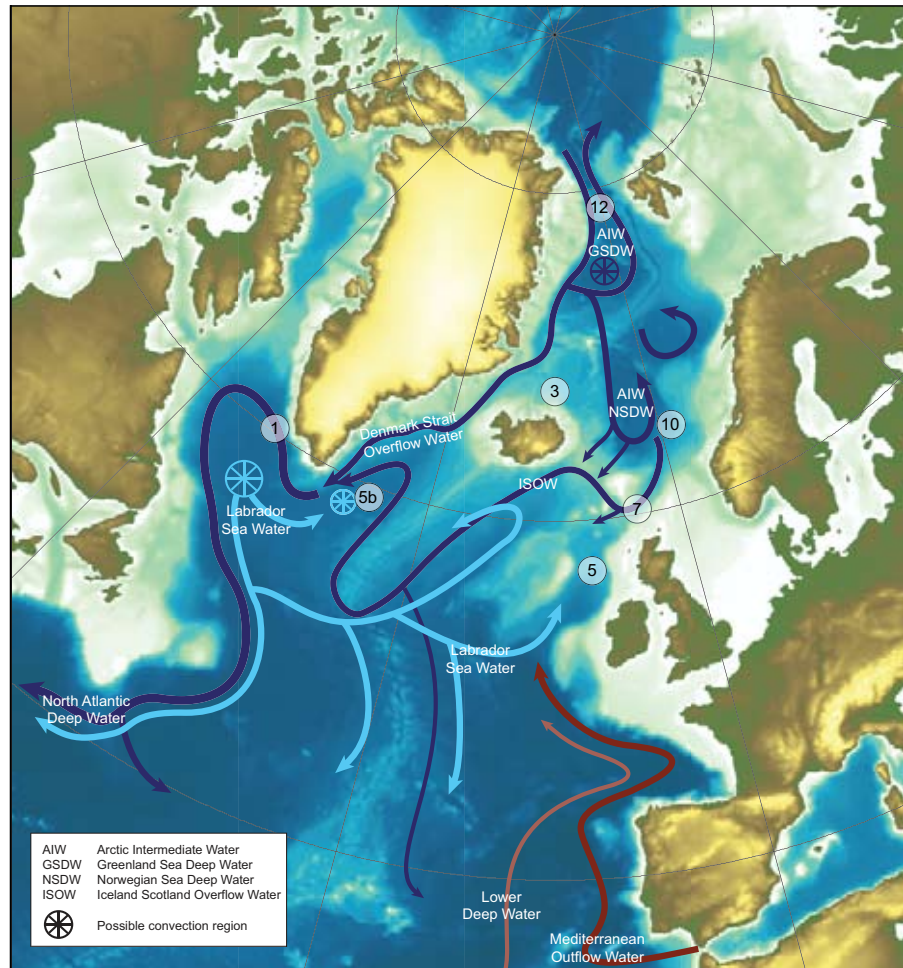 12
AIW
GSDW
3
AIW
NSDW
10
1
Denmark Strait
Overflow Water
ISOW
5b
7
Labrador
Sea Water
5
Labrador
Sea Water
North Atlantic
Deep Water
Lower
Deep Water
Mediterranean
Outflow Water
AIW Arctic Intermediate Water
GSDW Greenland Sea Deep Water
NSDW Norwegian Sea Deep Water
ISOW Iceland Scotland Overflow Water
Possible convection region